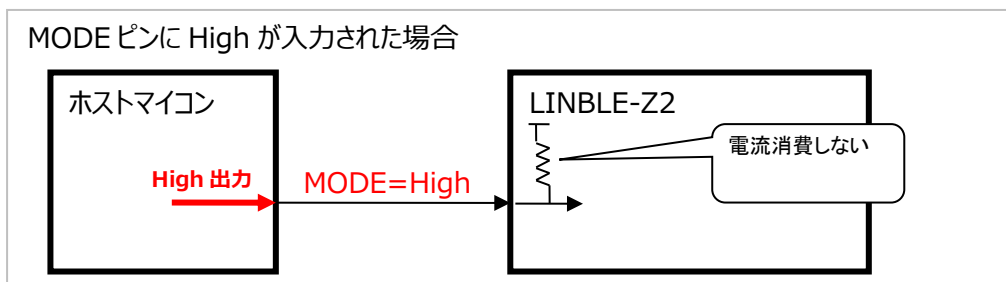 MODE ピンに High が入力された場合
ホストマイコン
LINBLE-Z2
電流消費しない
High 出力
MODE=High